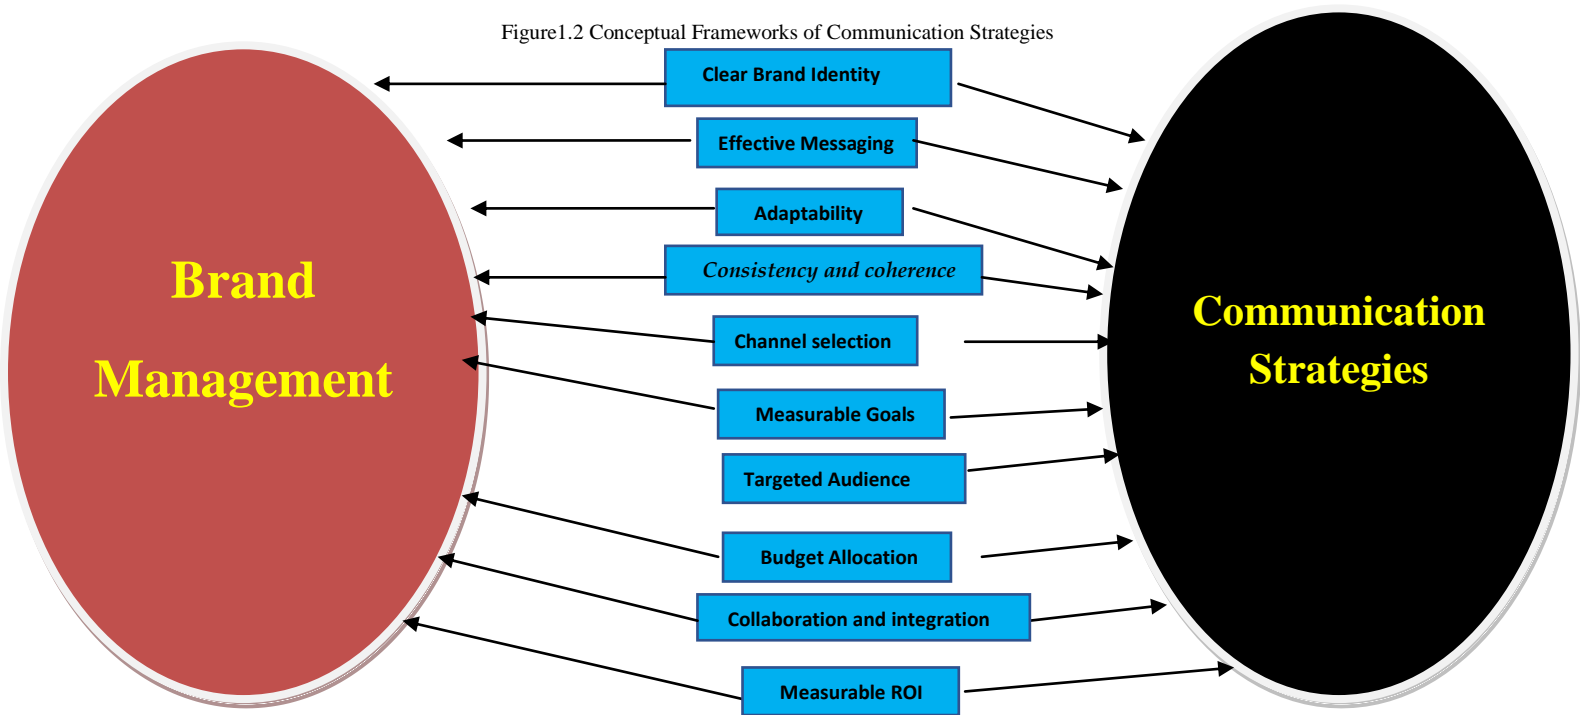 Figure1.2 Conceptual Frameworks of Communication Strategies
Clear Brand Identity
Effective Messaging
Adaptability
Consistency and coherence
Channel selection
Measurable Goals
Targeted Audience
Budget Allocation
Collaboration and integration
Measurable ROI
Brand
Management
Communication
Strategies